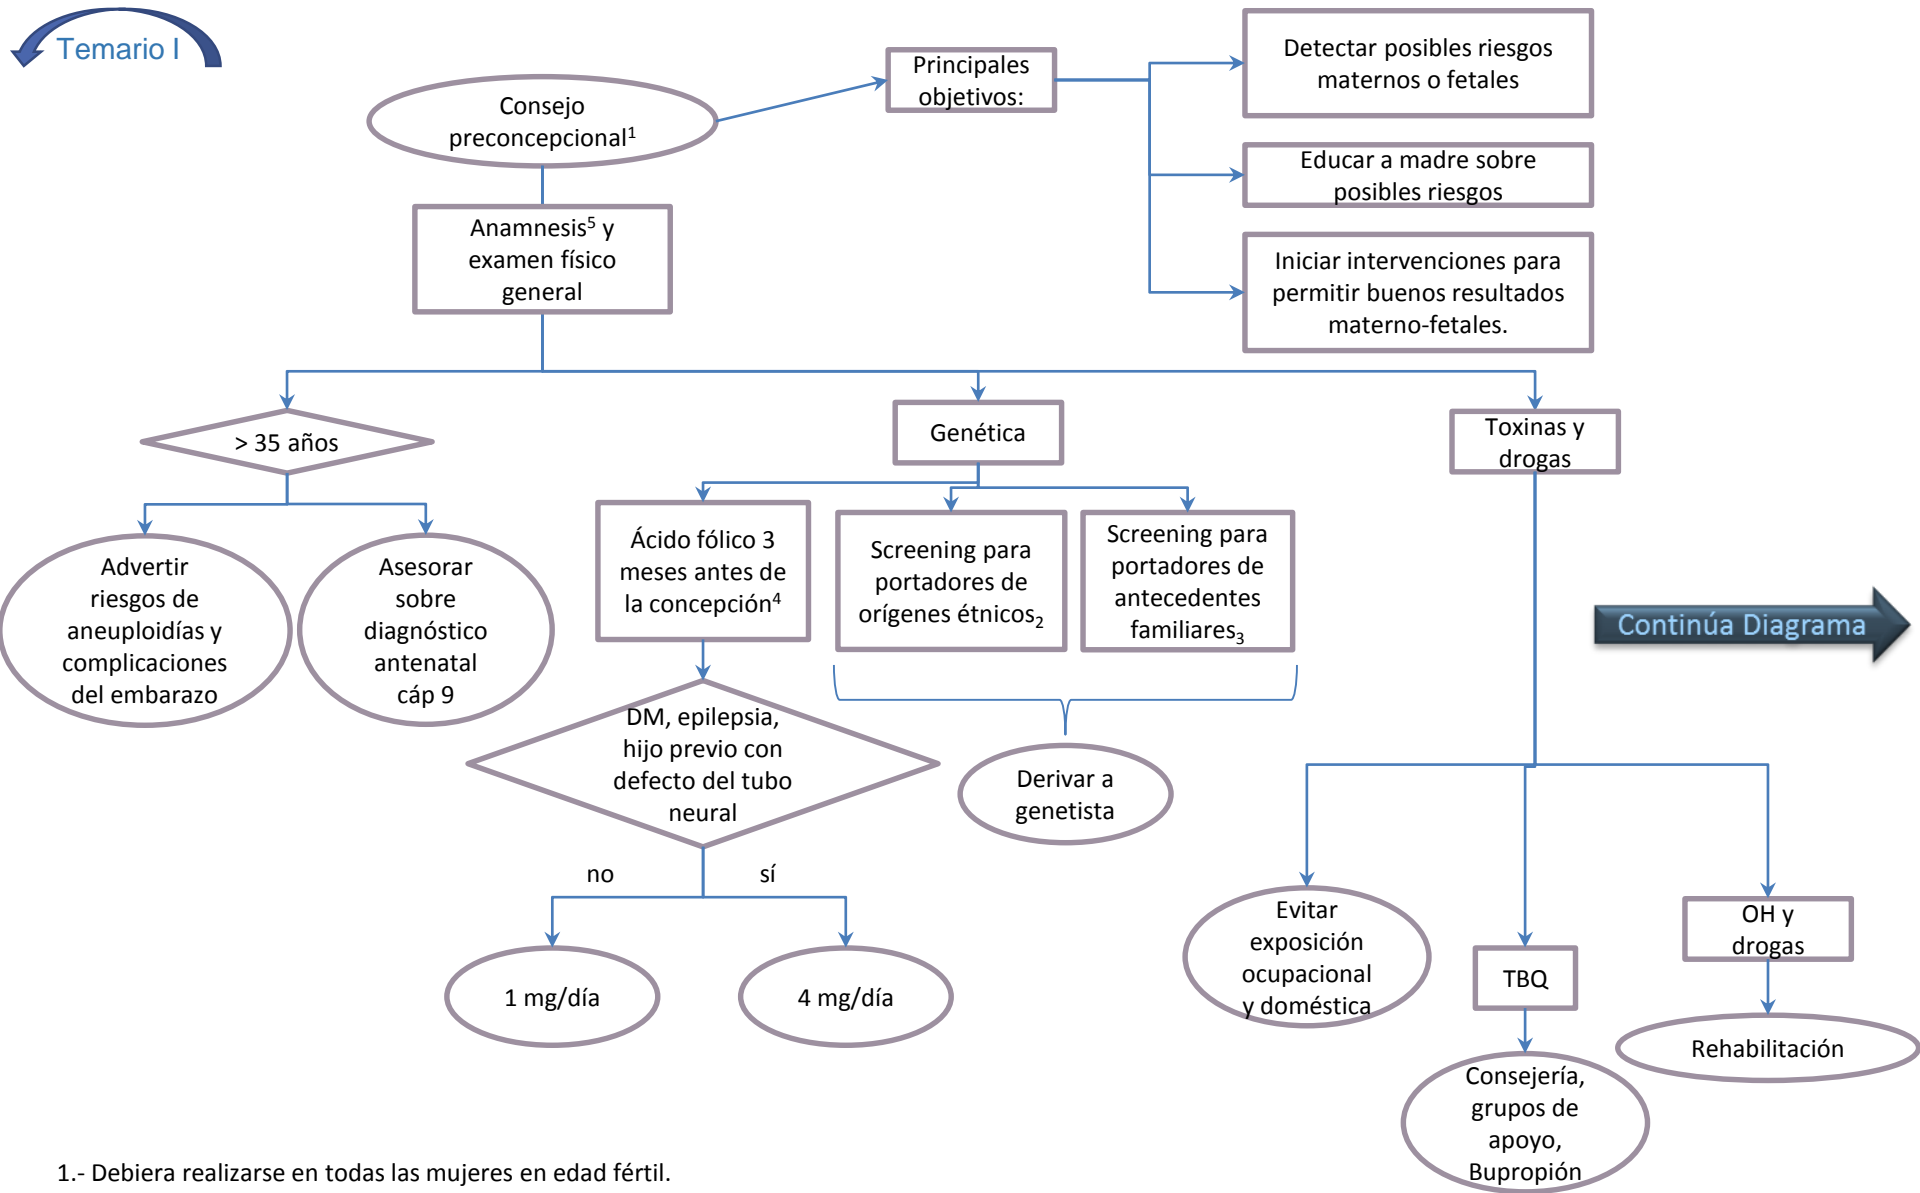 Temario I
Consejo
preconcepcional1
Principales
objetivos:
Detectar posibles riesgos
maternos o fetales
Educar a madre sobre
posibles riesgos
Iniciar intervenciones para
permitir buenos resultados
materno-fetales.
Anamnesis5 y
examen físico
general
> 35 años
Genética
Toxinas y
drogas
Advertir
riesgos de
aneuploidías y
complicaciones
del embarazo
Asesorar
sobre
diagnóstico
antenatal
cáp 9
Ácido fólico 3
meses antes de
la concepción4
Screening para
portadores de
orígenes étnicos2
Screening para
portadores de
antecedentes
familiares3
Continúa Diagrama
DM, epilepsia,
hijo previo con
defecto del tubo
neural
Derivar a
genetista
no
sí
1 mg/día
4 mg/día
Evitar
exposición
ocupacional
y doméstica
TBQ
OH y
drogas
Rehabilitación
Consejería,
grupos de
apoyo,
Bupropión
1.- Debiera realizarse en todas las mujeres en edad fértil.